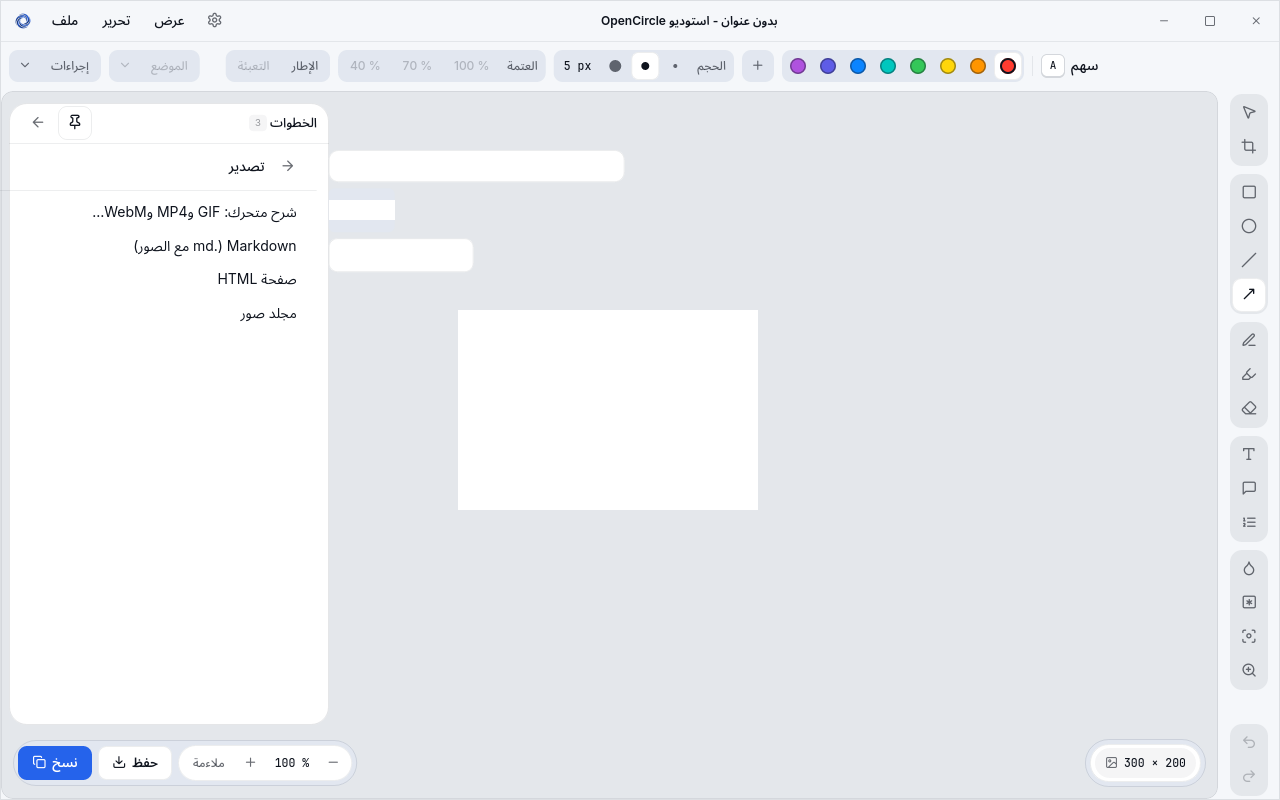 ملف تحرير عرض
بدون عنوان - استوديو OpenCircle
سهم A
الحجم 5 px
العتمة 100 % 70 % 40 %
الإطار التعبئة
الموضع
إجراءات
الخطوات 3
تصدير
شرح متحرك: GIF وMP4 وWebM...
Markdown (.md مع الصور)
صفحة HTML
مجلد صور
300 × 200
100 %
ملاءمة
حفظ
نسخ